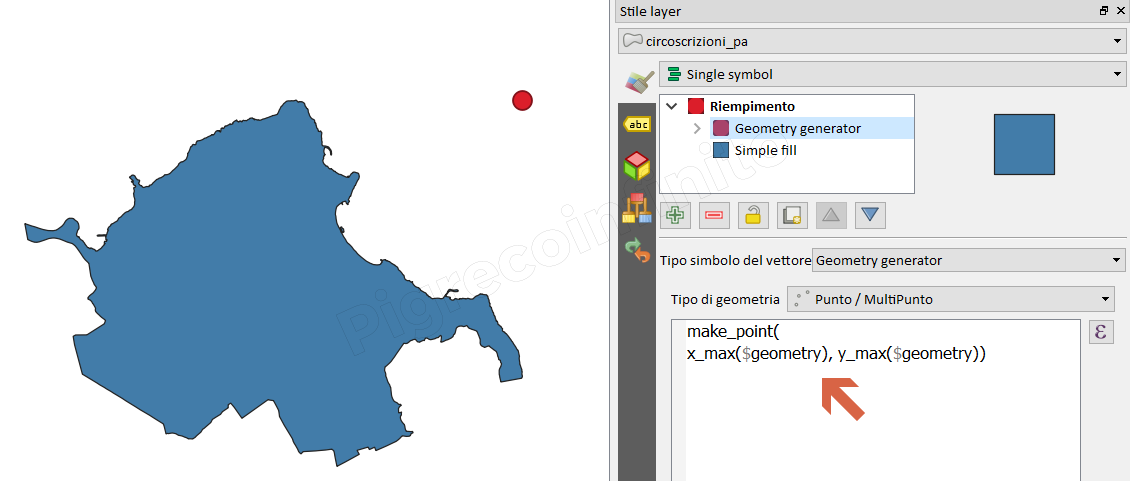 Stile layer
circoscrizioni_pa
Single symbol
Riempimento
abc
Geometry generator
Simple fill
Tipo simbolo del vettore Geometry generator
Tipo di geometria Punto / MultiPunto
make_point(
x_max($geometry), y_max($geometry))
ε
Pigrecoinfinito